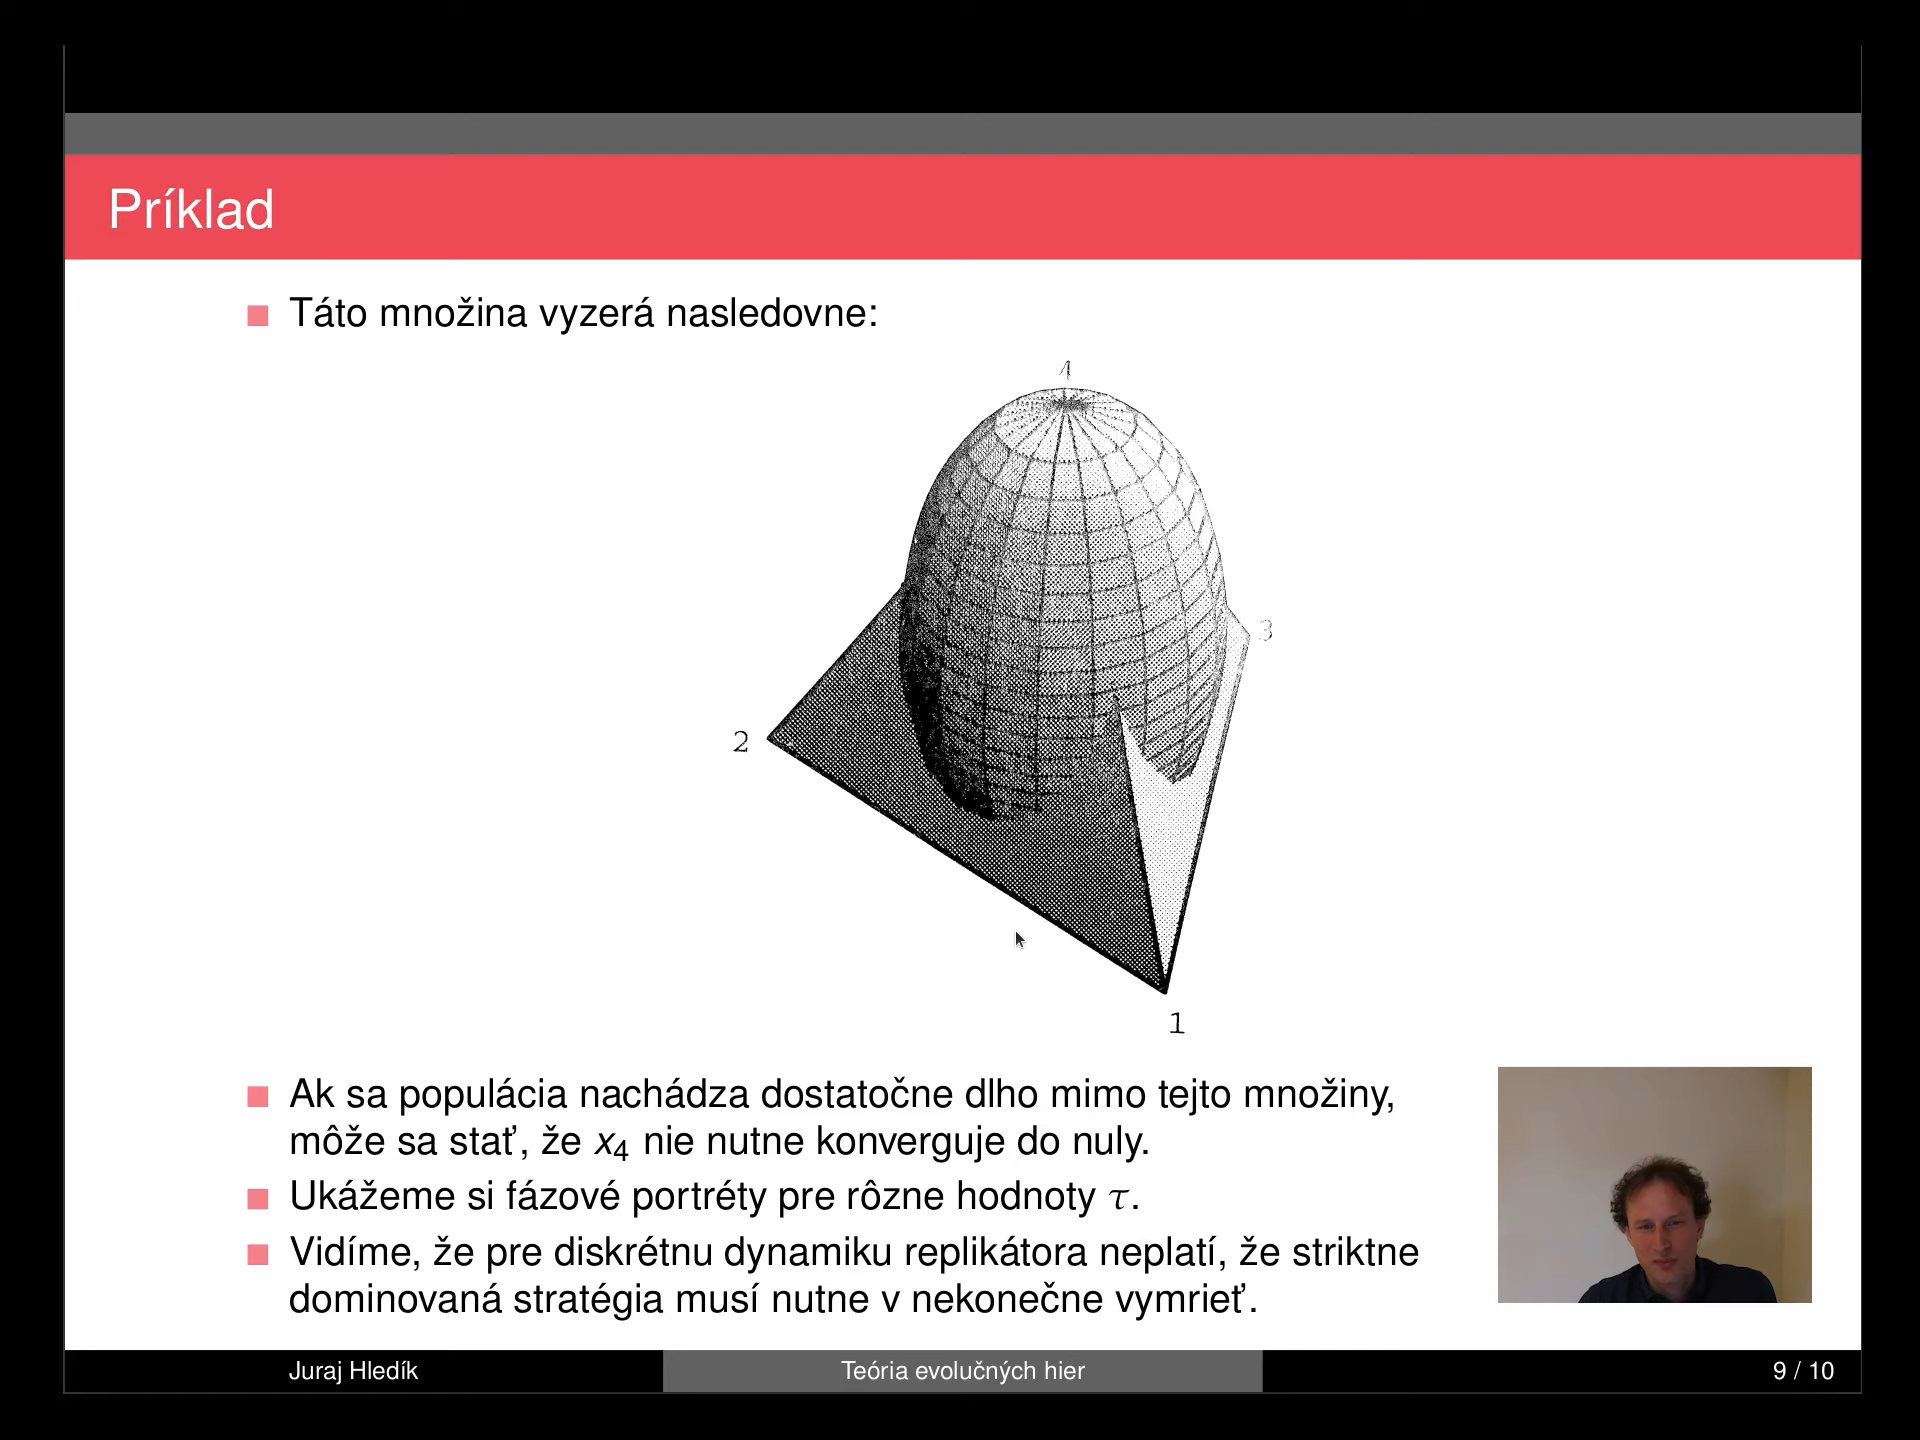 Príklad
Táto množina vyzerá nasledovne:
4
3
2
1
Ak sa populácia nachádza dostatočne dlho mimo tejto množiny,
môže sa stať, že x₄ nie nutne konverguje do nuly.
Ukážeme si fázové portréty pre rôzne hodnoty τ.
Vidíme, že pre diskrétnu dynamiku replikátora neplatí, že striktne
dominovaná stratégia musí nutne v nekonečne vymrieť.
Juraj Hledík
Teória evolučných hier
9 / 10